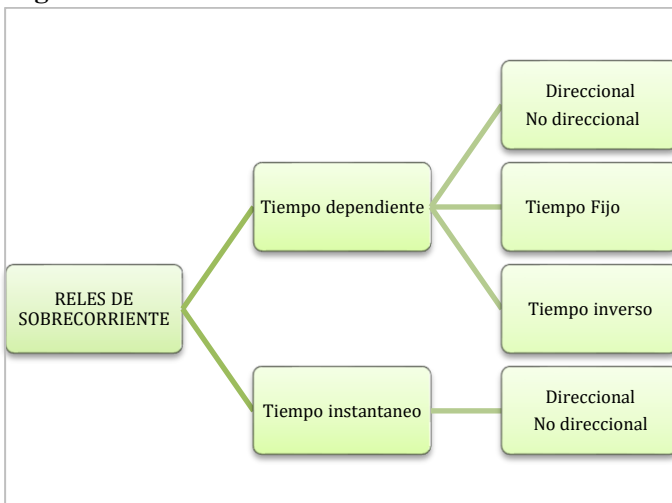 Direccional
No direccional
Tiempo dependiente
Tiempo Fijo
RELES DE
SOBRECORRIENTE
Tiempo inverso
Tiempo instantaneo
Direccional
No direccional